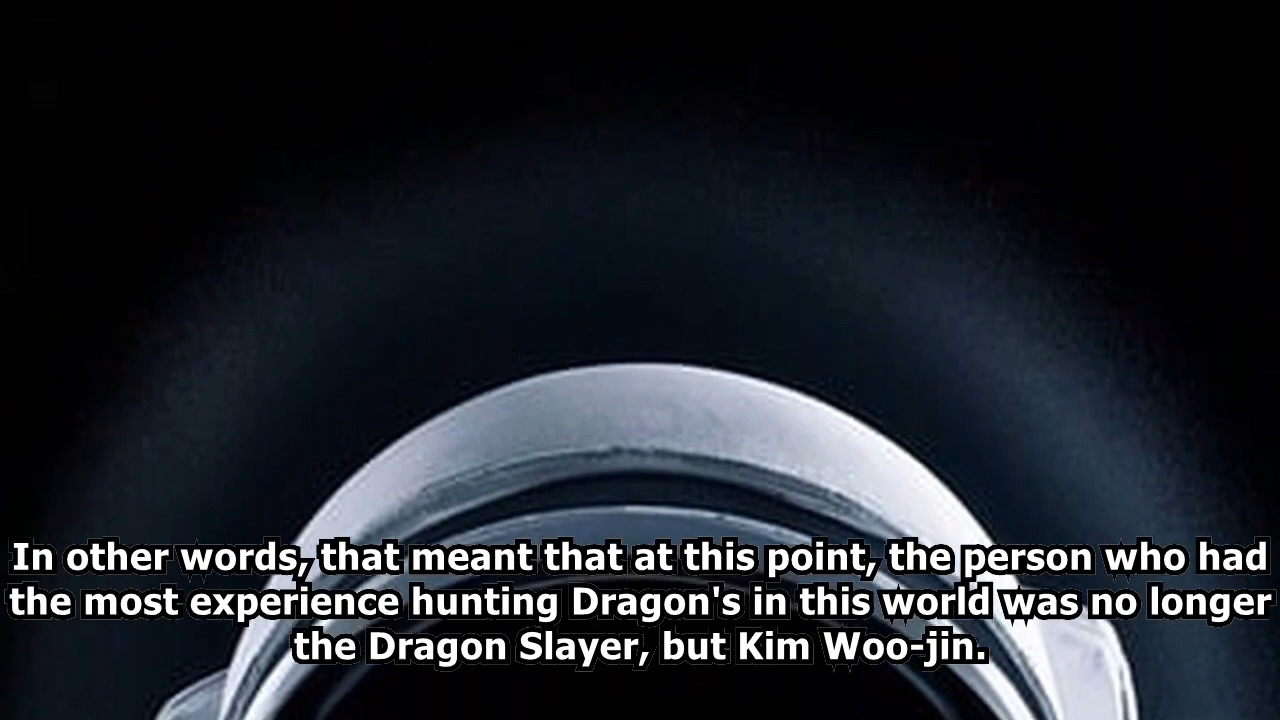 In other words, that meant that at this point, the person who had
the most experience hunting Dragon's in this world was no longer
the Dragon Slayer, but Kim Woo-jin.